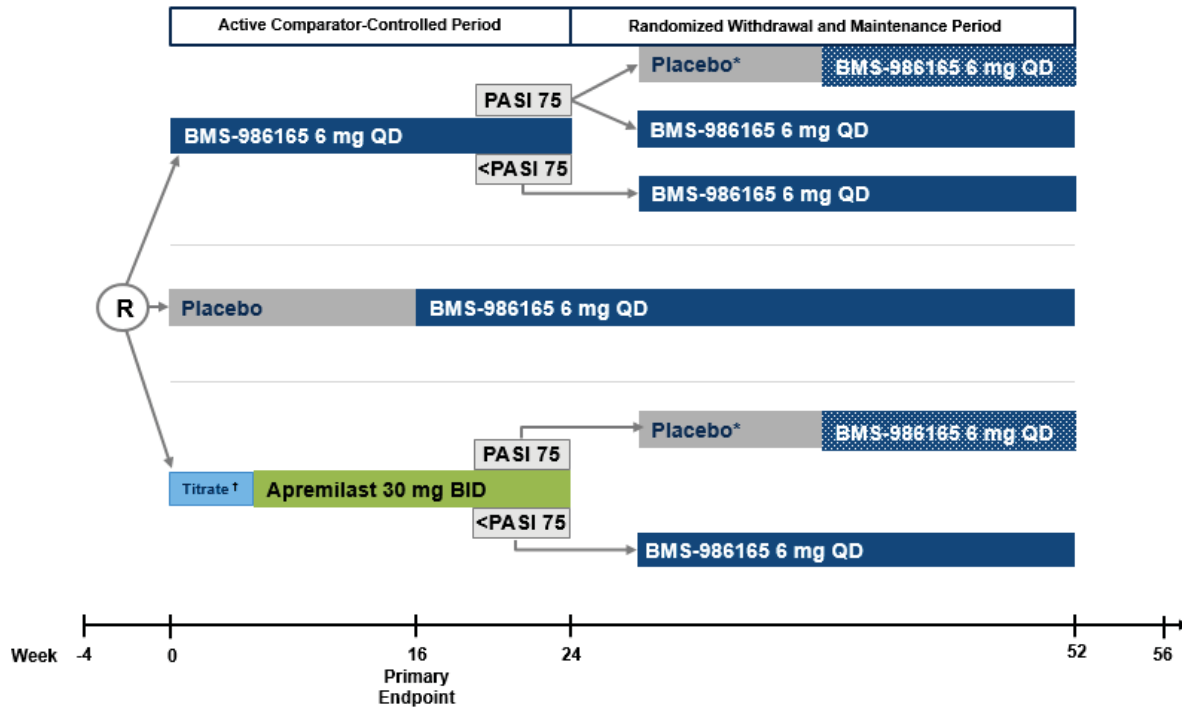 Active Comparator-Controlled Period
Randomized Withdrawal and Maintenance Period
Placebo*
BMS-986165 6 mg QD
PASI 75
BMS-986165 6 mg QD
BMS-986165 6 mg QD
<PASI 75
BMS-986165 6 mg QD
R
Placebo
BMS-986165 6 mg QD
Placebo*
BMS-986165 6 mg QD
PASI 75
Titrate †
Apremilast 30 mg BID
<PASI 75
BMS-986165 6 mg QD
Week -4 0 16 24 52 56
Primary
Endpoint